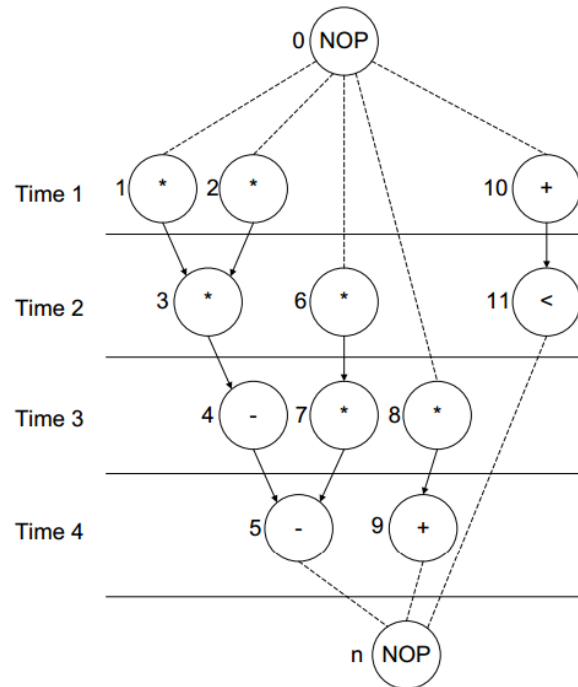 0 NOP
Time 1 1 * 2 * 10 +
Time 2 3 * 6 * 11 <
Time 3 4 - 7 * 8 *
Time 4 5 - 9 +
n NOP